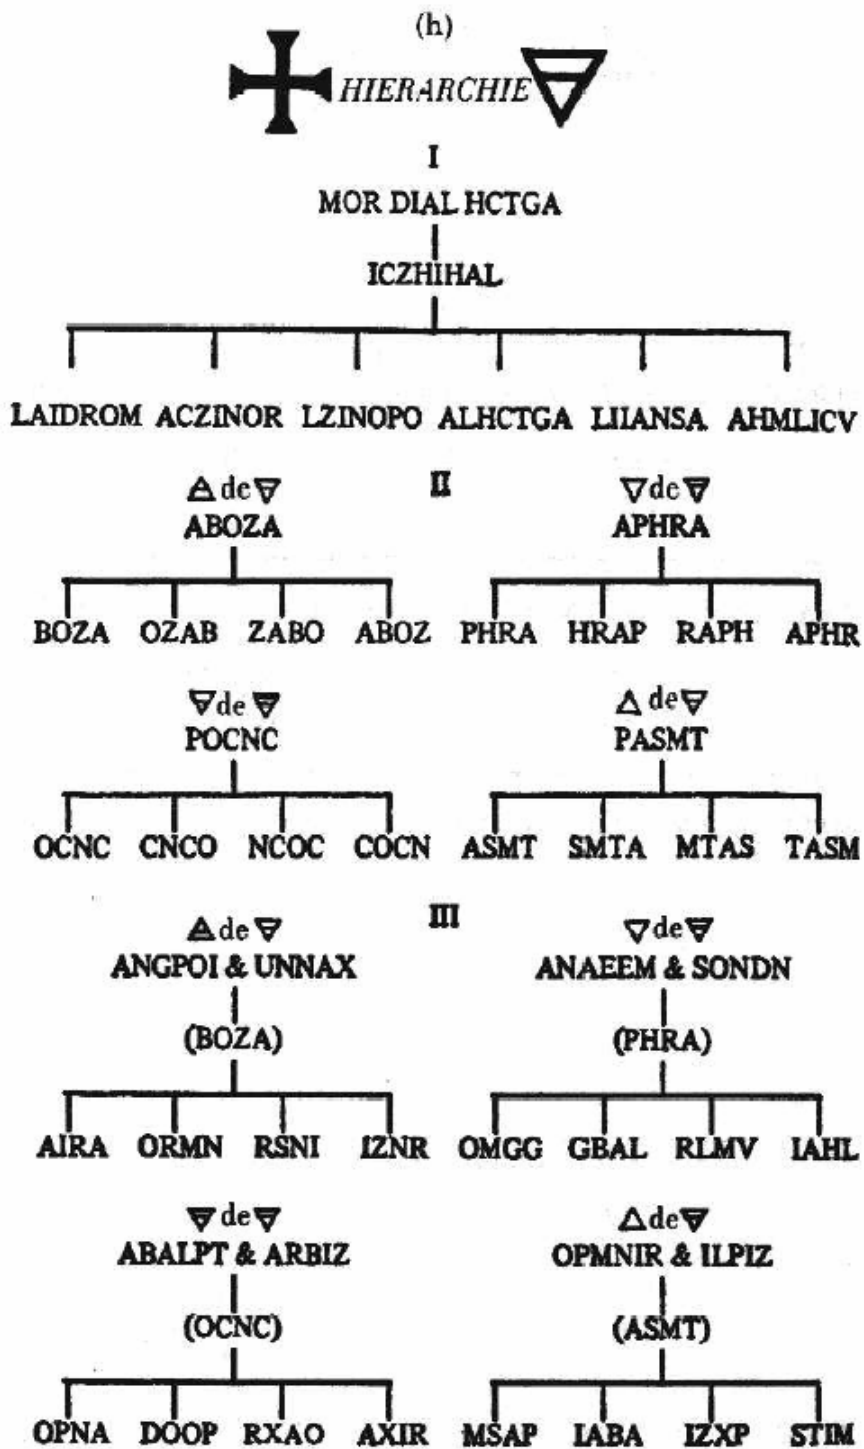 (h)
HIERARCHIE
I
MOR DIAL HCTGA
ICZHIHAL
LAIDROM ACZINOR LZINOPO ALHCTGA LIIANSA AHMLICV
de II de
ABOZA APHRA
BOZA OZAB ZABO ABOZ PHRA HRAP RAPH APHR
de de
POCNC PASMT
OCNC CNCO NCOC COCN ASMT SMTA MTAS TASM
III
de de
ANGPOI & UNNAX ANAEEM & SONDN
(BOZA) (PHRA)
AIRA ORMN RSNI IZNR OMGG GBAL RLMV IAHL
de de
ABALPT & ARBIZ OPMNIR & ILPIZ
(OCNC) (ASMT)
OPNA DOOP RXAO AXIR MSAP IABA IZXP STIM